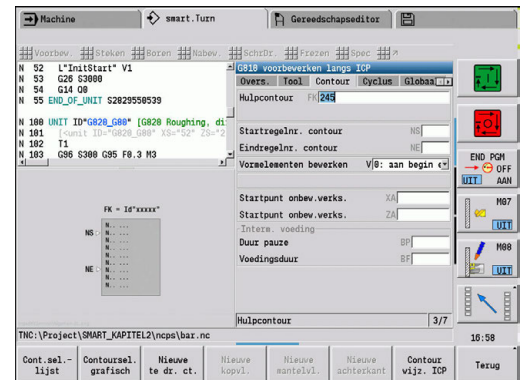 Machine
smart.Turn
Gereedschapseditor
Voorbew. Steken Boren Nabew. SchrDr. Frezen Spec
N 52 L"InitStart" V1
N 53 G26 S3000
N 54 G14 Q0
N 55 END_OF_UNIT S2829550539
N 100 UNIT ID"G820_G80" [G820 Roughing, di
N 101 [<unit ID="G820_G80" XS="52" ZS="2
N 102 T1
N 103 G96 S300 G95 F0.3 M3
G810 voorbewerken langs ICP
Overs. Tool Contour Cyclus Globaa
Hulpcontour FK 245
Startregelnr. contour NS
Eindregelnr. contour NE
Vormelementen bewerken V 0: aan begin e
Startpunt onbew.werks. XA
Startpunt onbew.werks. ZA
Interm. voeding
Duur pauze BP
Voedingsduur BF
Hulpcontour 3/7
FK = Id"xxxxx"
N.. ...
NS N.. ...
N.. ...
N.. ...
NE N.. ...
N.. ...
N.. ...
TNC:\Project\SMART_KAPITEL2\ncps\bar.nc
END PGM
OFF
UIT AAN
M07
UIT
M08
UIT
16:58
Cont.sel.-lijst
Contoursel. grafisch
Nieuwe te dr. ct.
Nieuwe kopvl.
Nieuwe mantelvl.
Nieuwe achterkant
Contour wijz. ICP
Terug